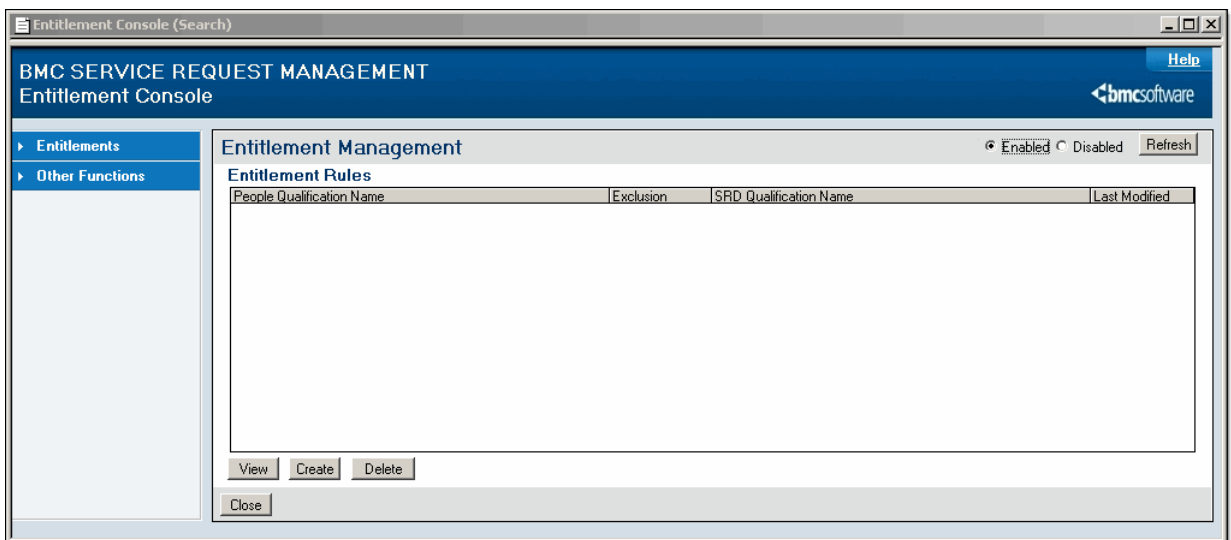 Entitlement Console (Search)
Help
BMC SERVICE REQUEST MANAGEMENT
Entitlement Console
bmcsoftware
Entitlements
Other Functions
Entitlement Management
Enabled Disabled Refresh
Entitlement Rules
People Qualification Name Exclusion SRD Qualification Name Last Modified
View Create Delete
Close